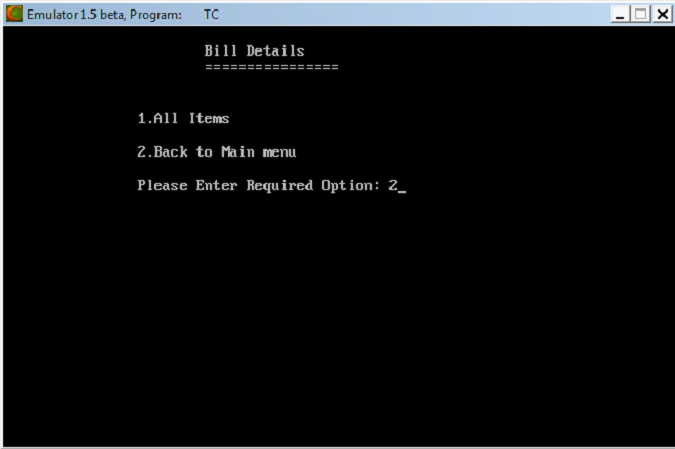 Emulator 1.5 beta, Program: TC
Bill Details
================
1.All Items
2.Back to Main menu
Please Enter Required Option: 2_